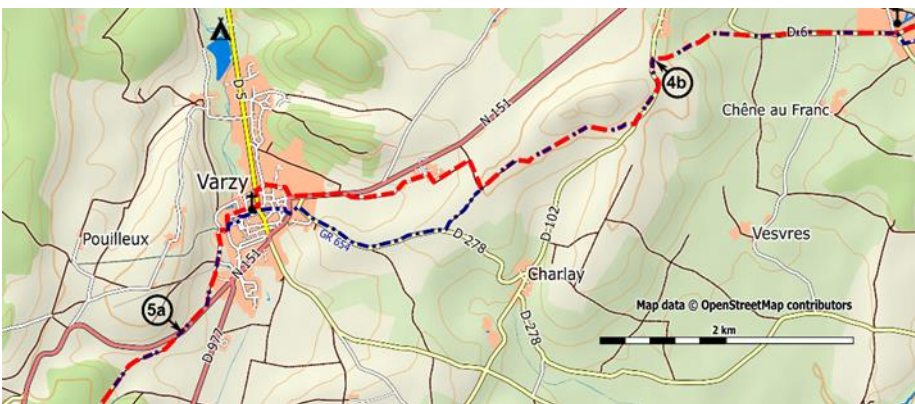 D 5
D 6
4b
Chêne au Franc
N 151
Varzy
GR 654
Pouilleux
D 102
D 278
Vesvres
N 151
Charlay
5a
Map data © OpenStreetMap contributors
2 km
D 977
D 278